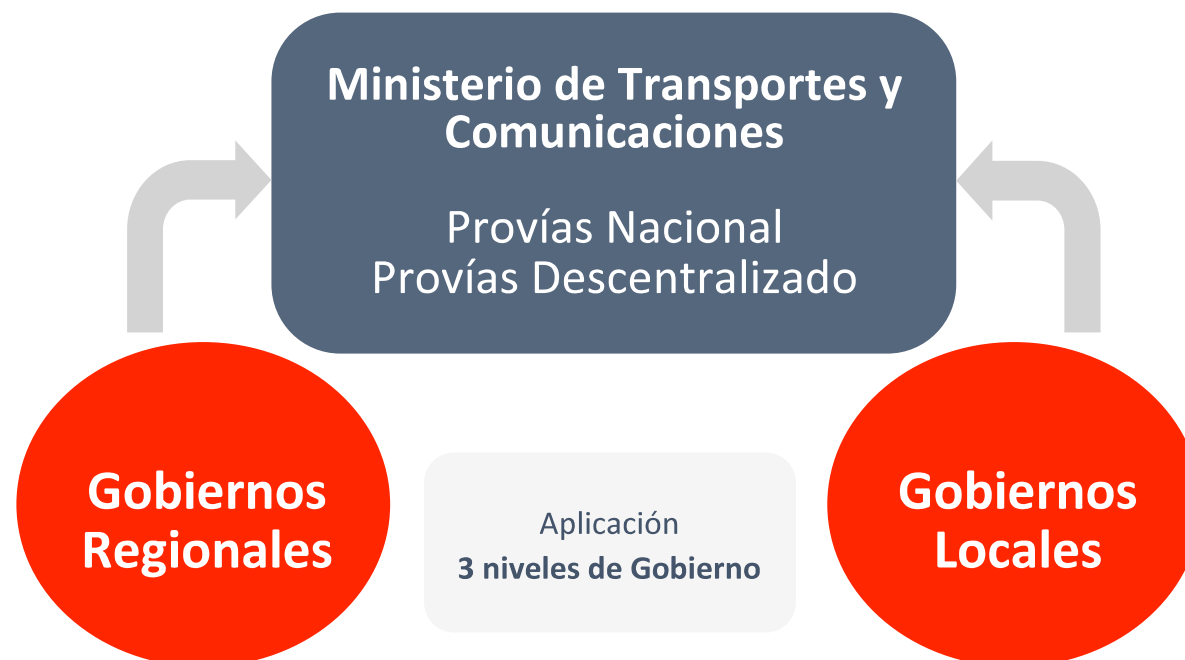 Ministerio de Transportes y
Comunicaciones
Provías Nacional
Provías Descentralizado
Gobiernos
Regionales
Aplicación
3 niveles de Gobierno
Gobiernos
Locales